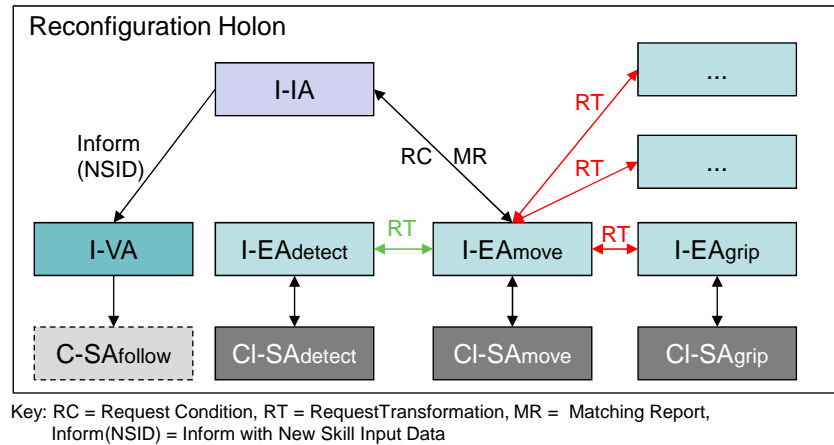 Reconfiguration Holon
I-IA
...
RT
Inform
(NSID)
RC MR
RT
...
I-VA
I-EAdetect
RT
I-EAmove
RT
I-EAgrip
C-SAfollow
CI-SAdetect
CI-SAmove
CI-SAgrip
Key: RC = Request Condition, RT = RequestTransformation, MR = Matching Report,
Inform(NSID) = Inform with New Skill Input Data